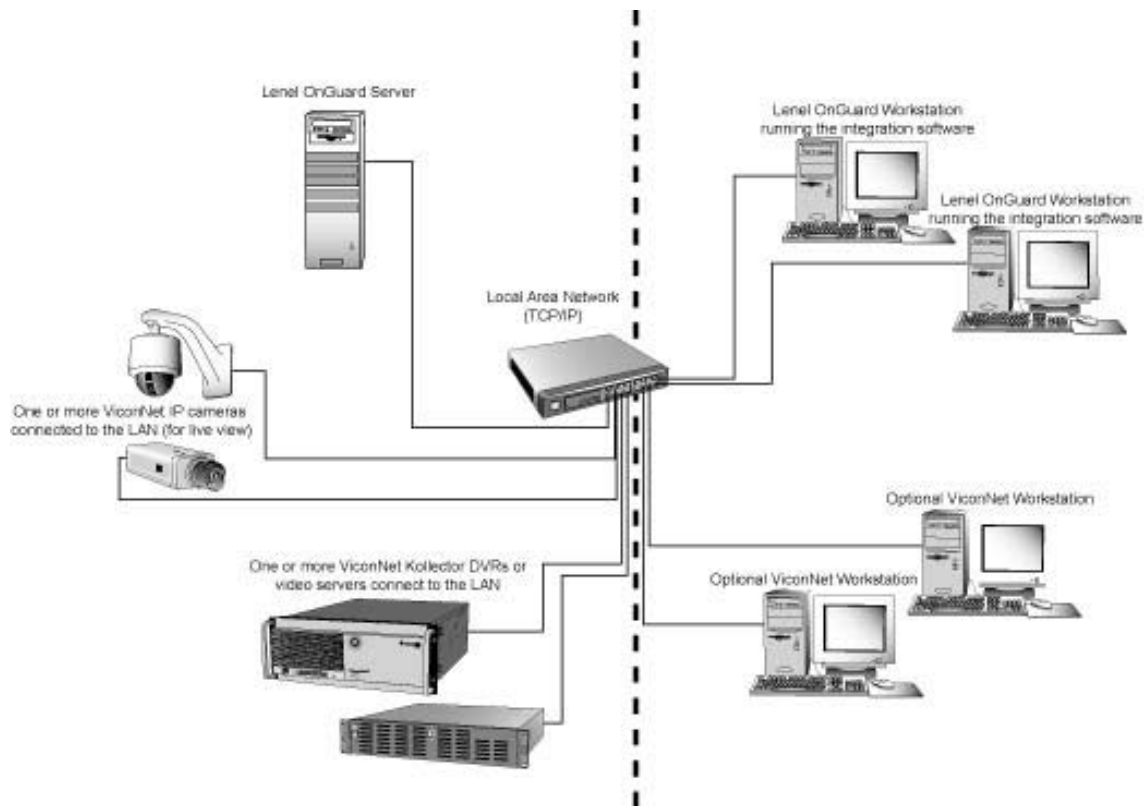 Lenel OnGuard Server
Lenel OnGuard Workstation
running the integration software
Lenel OnGuard Workstation
running the integration software
Local Area Network
(TCP/IP)
One or more ViconNet IP cameras
connected to the LAN (for live view)
Optional ViconNet Workstation
One or more ViconNet Kollector DVRs or
video servers connect to the LAN
Optional ViconNet Workstation